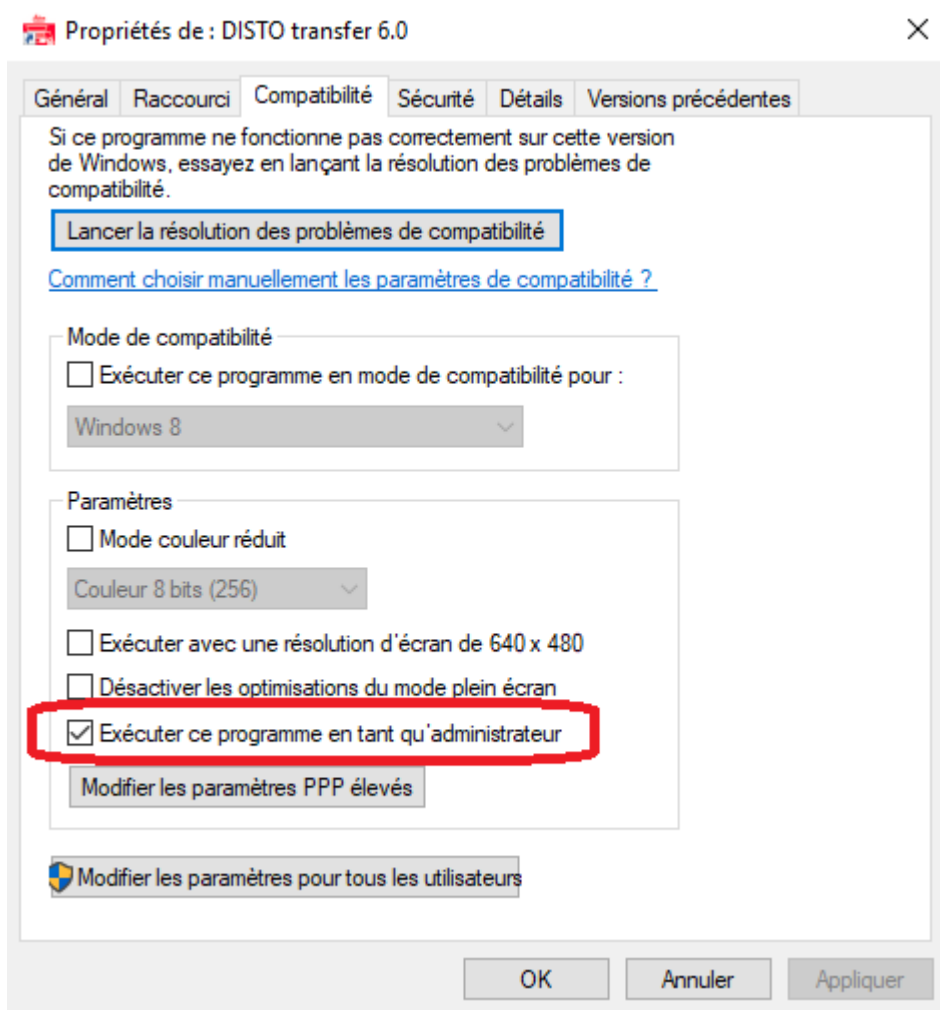 Propriétés de : DISTO transfer 6.0
Général Raccourci Compatibilité Sécurité Détails Versions précédentes
Si ce programme ne fonctionne pas correctement sur cette version
de Windows, essayez en lançant la résolution des problèmes de
compatibilité.
Lancer la résolution des problèmes de compatibilité
Comment choisir manuellement les paramètres de compatibilité ?
Mode de compatibilité
Exécuter ce programme en mode de compatibilité pour :
Windows 8
Paramètres
Mode couleur réduit
Couleur 8 bits (256)
Exécuter avec une résolution d'écran de 640 x 480
Désactiver les optimisations du mode plein écran
Exécuter ce programme en tant qu'administrateur
Modifier les paramètres PPP élevés
Modifier les paramètres pour tous les utilisateurs
OK Annuler Appliquer